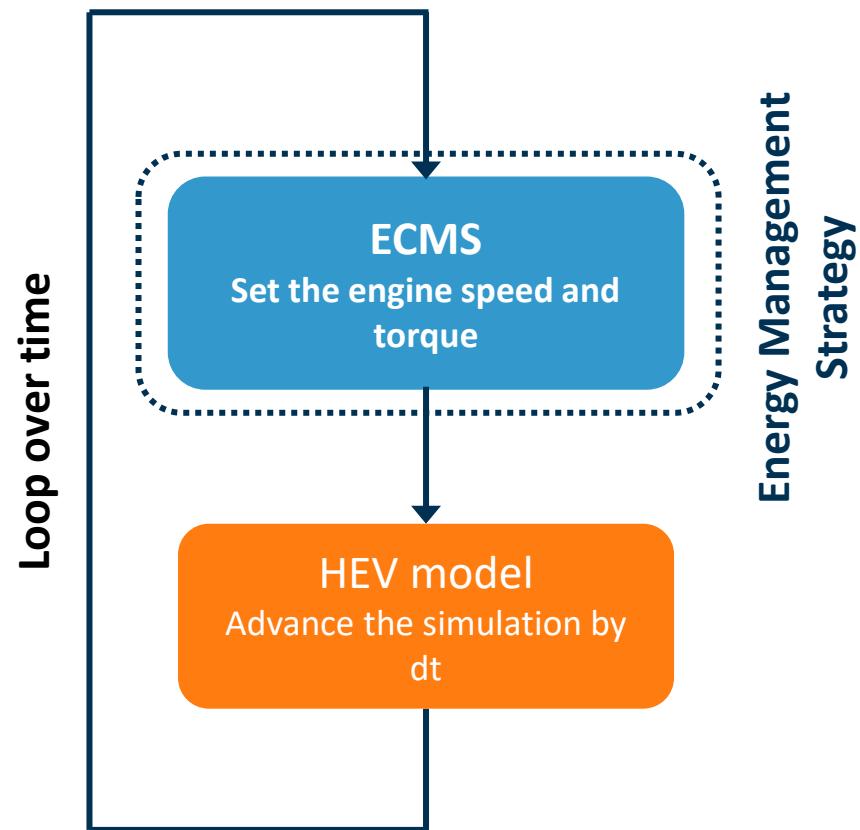 ECMS
Set the engine speed and
torque
Energy Management
Strategy
Loop over time
HEV model
Advance the simulation by
dt